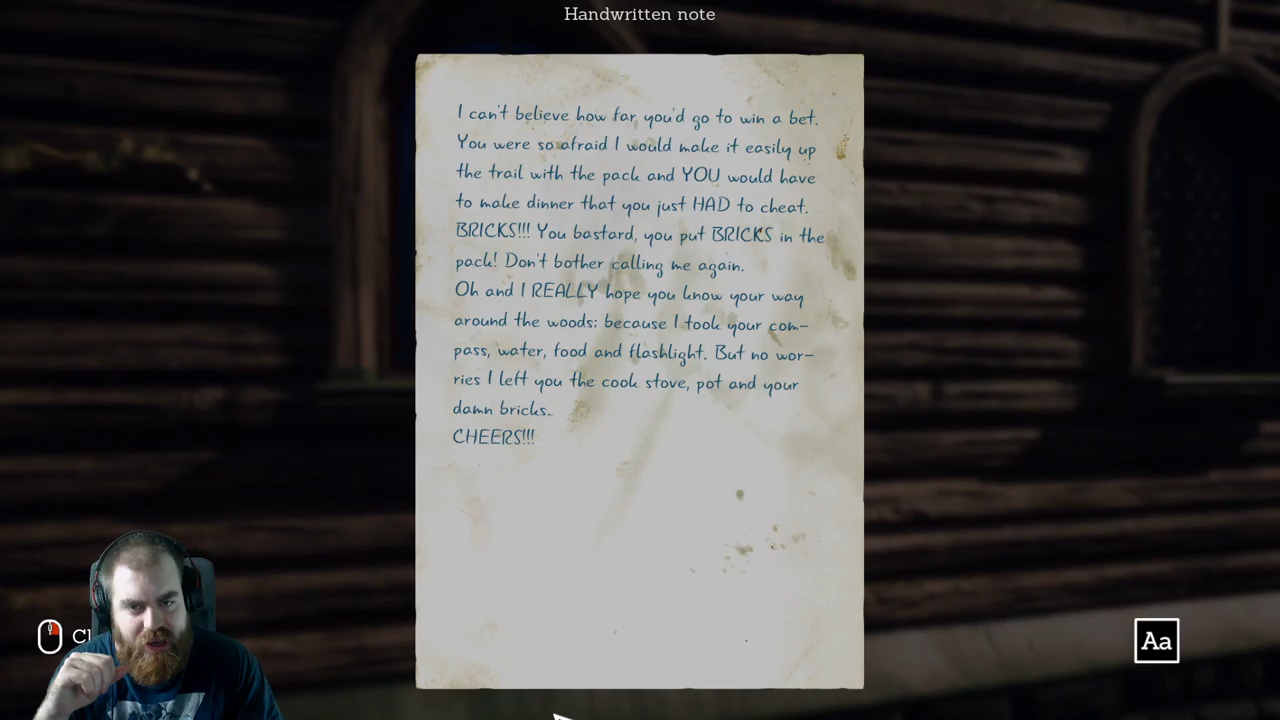 Handwritten note
I can't believe how far you'd go to win a bet.
You were so afraid I would make it easily up
the trail with the pack and YOU would have
to make dinner that you just HAD to cheat.
BRICKS!!! You bastard, you put BRICKS in the
pack! Don't bother calling me again.
Oh and I REALLY hope you know your way
around the woods; because I took your com-
pass, water, food and flashlight. But no wor-
ries I left you the cook stove, pot and your
damn bricks.
CHEERS!!!
Aa